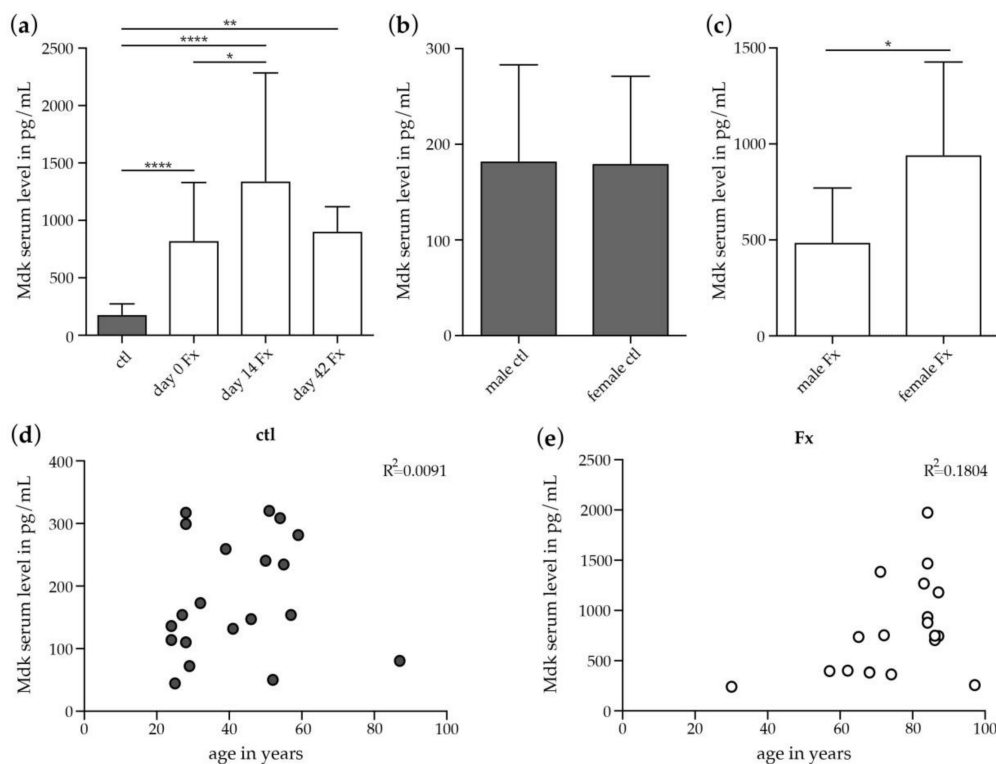 (a)
**
****
*
****
Mdk serum level in pg/mL
2500
2000
1500
1000
500
0
ctl
day 0 Fx
day 14 Fx
day 42 Fx
(b)
Mdk serum level in pg/mL
300
200
100
0
male ctl
female ctl
(c)
*
Mdk serum level in pg/mL
1500
1000
500
0
male Fx
female Fx
(d)
ctl
R²=0.0091
Mdk serum level in pg/mL
400
300
200
100
0
0 20 40 60 80 100
age in years
(e)
Fx
R²=0.1804
Mdk serum level in pg/mL
2500
2000
1500
1000
500
0
0 20 40 60 80 100
age in years